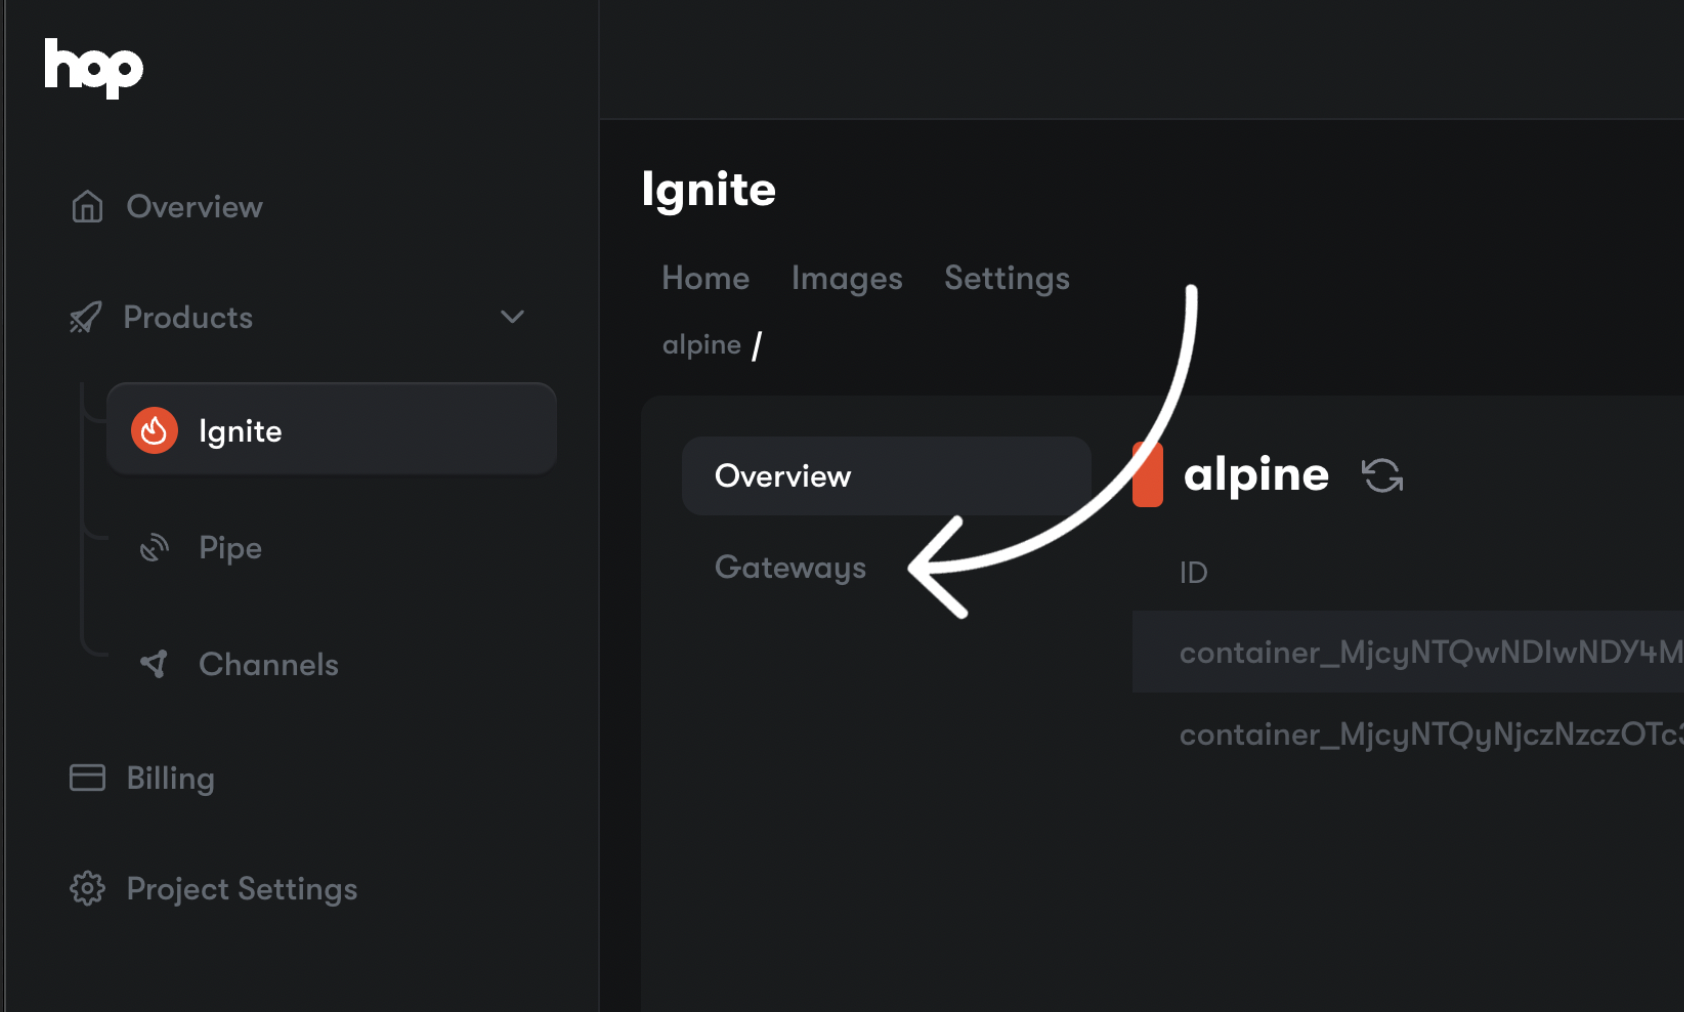 hop
Overview
Products
Ignite
Pipe
Channels
Billing
Project Settings
Ignite
Home Images Settings
alpine /
Overview
Gateways
alpine
ID
container_MjcyNTQwNDIwNDY4M
container_MjcyNTQyNjczNzczOTc3